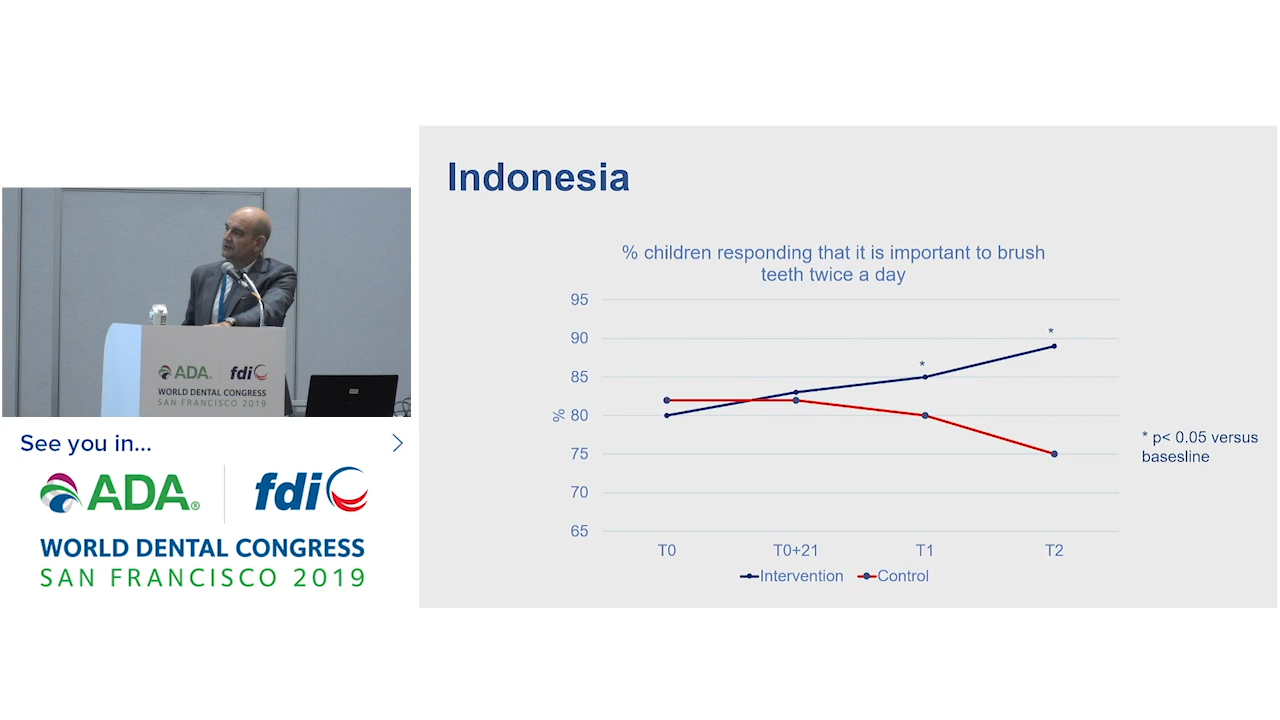 Indonesia
% children responding that it is important to brush
teeth twice a day
95
90
85
80
75
70
65
%
*
*
T0
T0+21
T1
T2
Intervention
Control
* p< 0.05 versus
basesline
ADA.
fdi
WORLD DENTAL CONGRESS
SAN FRANCISCO 2019
See you in...
ADA®
fdi
WORLD DENTAL CONGRESS
SAN FRANCISCO 2019